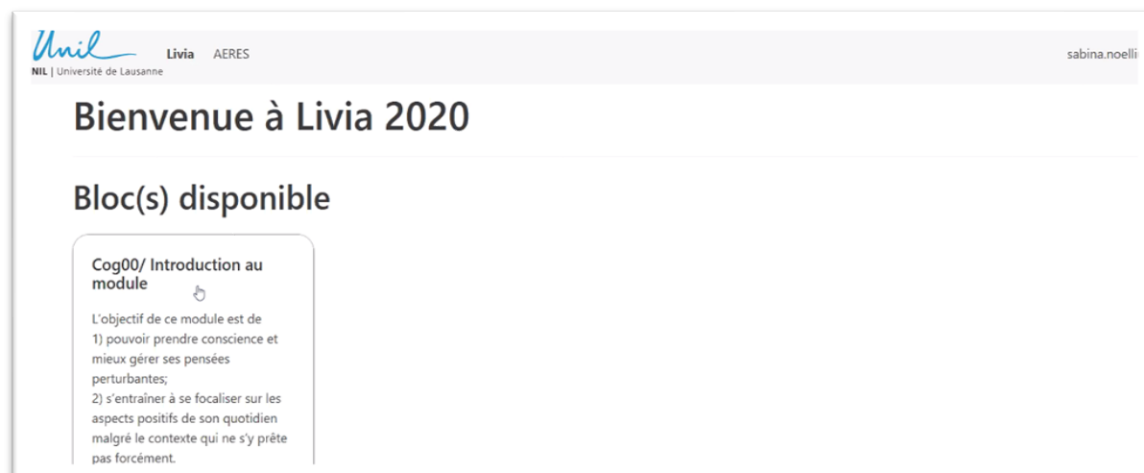 Unil
Livia AERES
sabina.noelli
NIL | Université de Lausanne
Bienvenue à Livia 2020
Bloc(s) disponible
Cog00/ Introduction au
module
L'objectif de ce module est de
1) pouvoir prendre conscience et
mieux gérer ses pensées
perturbantes;
2) s'entraîner à se focaliser sur les
aspects positifs de son quotidien
malgré le contexte qui ne s'y prête
pas forcément.